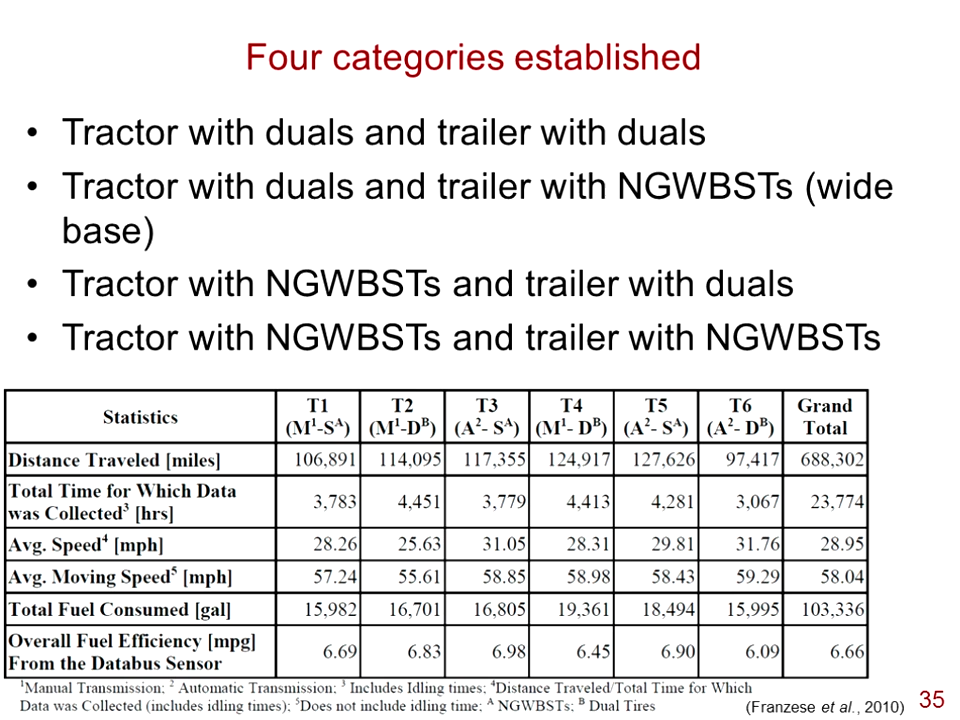 Four categories established
• Tractor with duals and trailer with duals
• Tractor with duals and trailer with NGWBSTs (wide
base)
• Tractor with NGWBSTs and trailer with duals
• Tractor with NGWBSTs and trailer with NGWBSTs
Statistics T1 (M¹-Sᴬ) T2 (M¹-Dᴮ) T3 (A²- Sᴬ) T4 (M¹- Dᴮ) T5 (A²- Sᴬ) T6 (A²- Dᴮ) Grand Total
Distance Traveled [miles] 106,891 114,095 117,355 124,917 127,626 97,417 688,302
Total Time for Which Data
was Collected³ [hrs] 3,783 4,451 3,779 4,413 4,281 3,067 23,774
Avg. Speed⁴ [mph] 28.26 25.63 31.05 28.31 29.81 31.76 28.95
Avg. Moving Speed⁵ [mph] 57.24 55.61 58.85 58.98 58.43 59.29 58.04
Total Fuel Consumed [gal] 15,982 16,701 16,805 19,361 18,494 15,995 103,336
Overall Fuel Efficiency [mpg]
From the Databus Sensor 6.69 6.83 6.98 6.45 6.90 6.09 6.66
¹Manual Transmission; ² Automatic Transmission; ³ Includes Idling times; ⁴Distance Traveled/Total Time for Which
Data was Collected (includes idling times); ⁵Does not include idling time; ᴬ NGWBSTs; ᴮ Dual Tires
(Franzese et al., 2010) 35